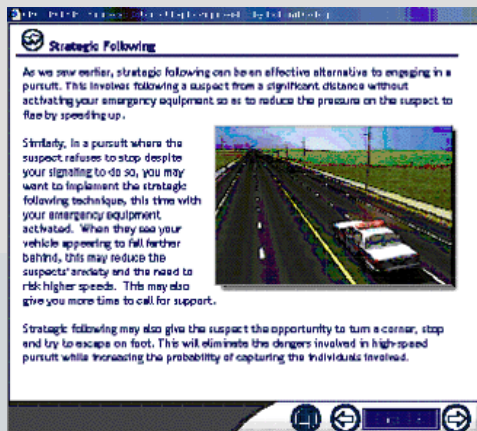 Strategic Following
As we saw earlier, strategic following can be an effective alternative to engaging in a
pursuit. This involves following a suspect from a significant distance without
activating your emergency equipment so as to reduce the pressure on the suspect to
flee by speeding up.
Similarly, in a pursuit where the
suspect refuses to stop despite
your signaling to do so, you may
want to implement the strategic
following technique, this time with
your emergency equipment
activated. When they see your
vehicle appearing to fall farther
behind, this may reduce the
suspects' anxiety and the need to
risk higher speeds. This may also
give you more time to call for support.
Strategic following may also give the suspect the opportunity to turn a corner, stop
and try to escape on foot. This will eliminate the dangers involved in high-speed
pursuit while increasing the probability of capturing the individuals involved.